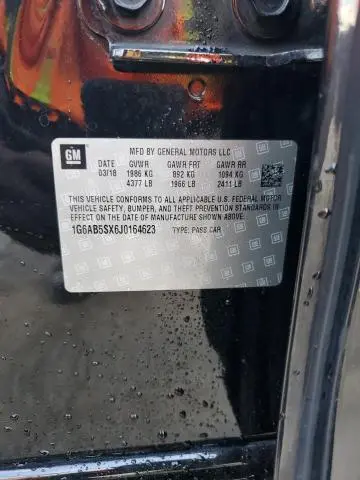 GM
MFD BY GENERAL MOTORS LLC
DATE GVWR GAWR FRT GAWR RR
03/18 1986 KG 892 KG 1094 KG
4377 LB 1966 LB 2411 LB
THIS VEHICLE CONFORMS TO ALL APPLICABLE U.S. FEDERAL MOTOR
VEHICLE SAFETY, BUMPER, AND THEFT PREVENTION STANDARDS IN
EFFECT ON THE DATE OF MANUFACTURE SHOWN ABOVE.
1G6AB5SX6J0164623 TYPE: PASS CAR